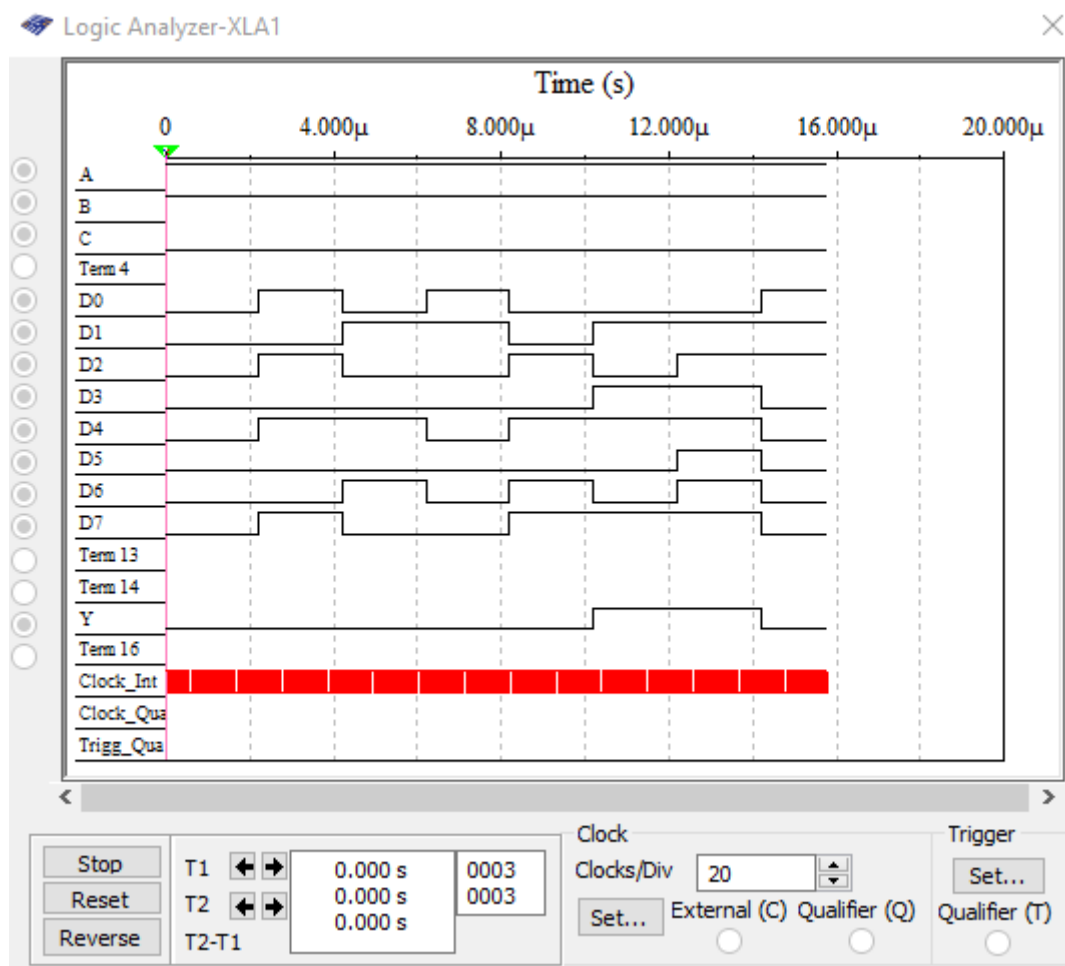 Logic Analyzer-XLA1
Time (s)
0 4.000µ 8.000µ 12.000µ 16.000µ 20.000µ
A
B
C
Term 4
D0
D1
D2
D3
D4
D5
D6
D7
Term 13
Term 14
Y
Term 16
Clock_Int
Clock_Qua
Trigg_Qua
Stop
Reset
Reverse
T1 0.000 s 0003
T2 0.000 s 0003
T2-T1 0.000 s
Clock
Clocks/Div 20
Set... External (C) Qualifier (Q)
Trigger
Set...
Qualifier (T)